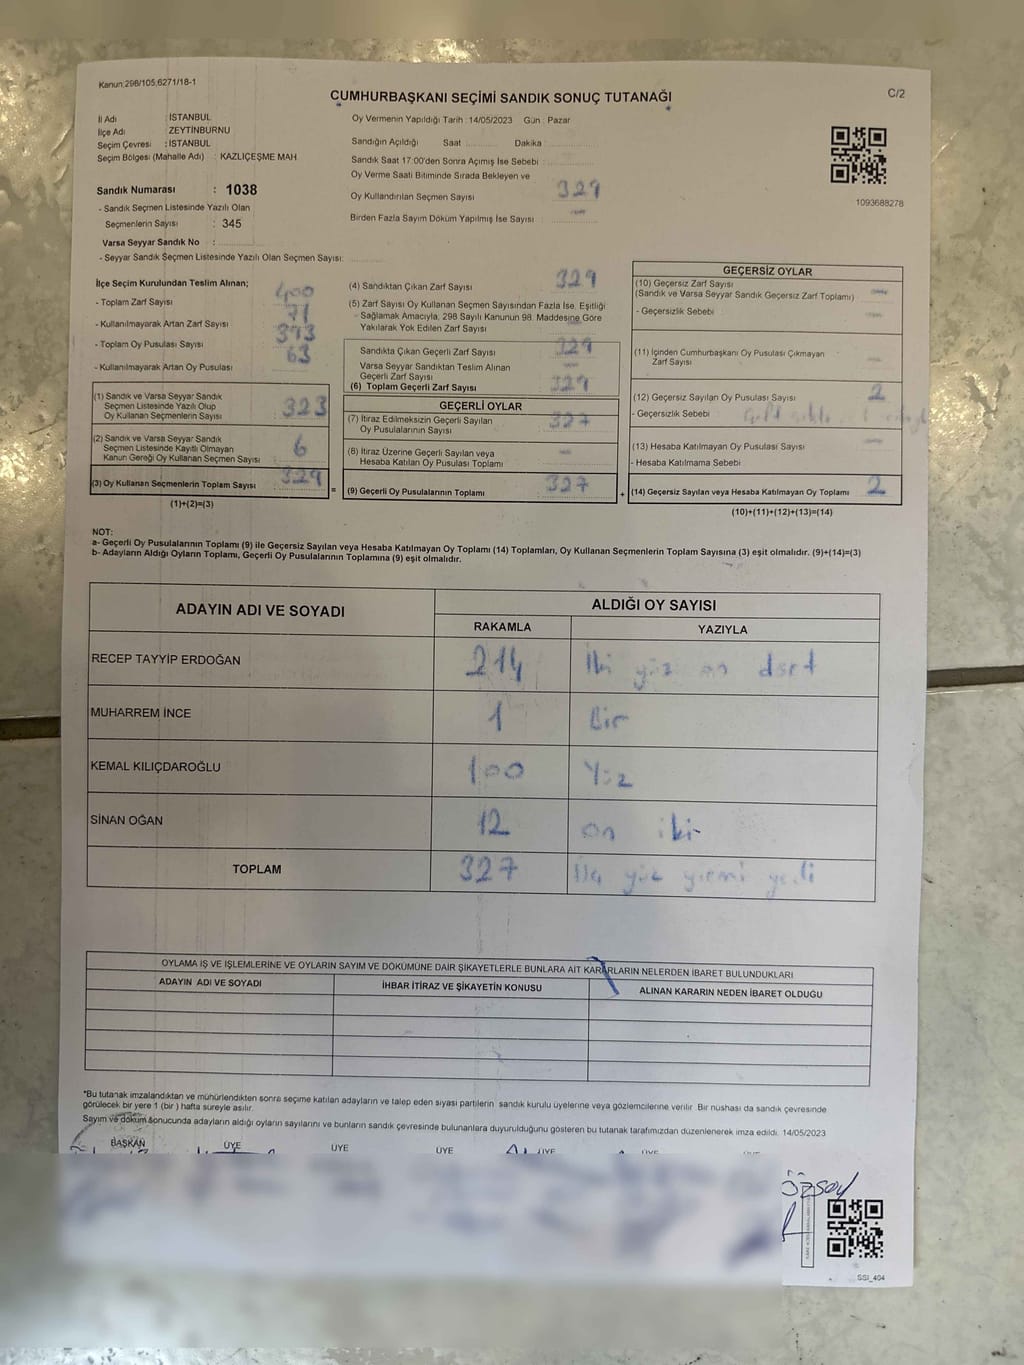 Kanun:298/105,6271/18-1
CUMHURBAŞKANI SEÇİMİ SANDIK SONUÇ TUTANAĞI
C/2
İl Adı : İSTANBUL
İlçe Adı : ZEYTİNBURNU
Seçim Çevresi : İSTANBUL
Seçim Bölgesi (Mahalle Adı) : KAZLIÇEŞME MAH
Sandık Numarası : 1038
- Sandık Seçmen Listesinde Yazılı Olan
Seçmenlerin Sayısı : 345
Varsa Seyyar Sandık No :
- Seyyar Sandık Seçmen Listesinde Yazılı Olan Seçmen Sayısı:
Oy Vermenin Yapıldığı Tarih : 14/05/2023 Gün : Pazar
Sandığın Açıldığı Saat Dakika
Sandık Saat 17:00'den Sonra Açımış İse Sebebi :
Oy Verme Saati Bitiminde Sırada Bekleyen ve
Oy Kullandırılan Seçmen Sayısı 329
Birden Fazla Sayım Döküm Yapılmış İse Sayısı :
1093688278
İlçe Seçim Kurulundan Teslim Alınan;
- Toplam Zarf Sayısı 400
- Kullanılmayarak Artan Zarf Sayısı 71
- Toplam Oy Pusulası Sayısı 393
- Kullanılmayarak Artan Oy Pusulası 63
(1) Sandık ve Varsa Seyyar Sandık
Seçmen Listesinde Yazılı Olup
Oy Kullanan Seçmenlerin Sayısı 323
(2) Sandık ve Varsa Seyyar Sandık
Seçmen Listesinde Kayıtlı Olmayan
Kanun Gereği Oy Kullanan Seçmen Sayısı 6
(3) Oy Kullanan Seçmenlerin Toplam Sayısı 329 =
(1)+(2)=(3)
(4) Sandıktan Çıkan Zarf Sayısı 329
(5) Zarf Sayısı Oy Kullanan Seçmen Sayısından Fazla İse, Eşitliği
Sağlamak Amacıyla, 298 Sayılı Kanunun 98. Maddesine Göre
Yakılarak Yok Edilen Zarf Sayısı
Sandıkta Çıkan Geçerli Zarf Sayısı 329
Varsa Seyyar Sandıktan Teslim Alınan
Geçerli Zarf Sayısı
(6) Toplam Geçerli Zarf Sayısı 329
GEÇERLİ OYLAR
(7) İtiraz Edilmeksizin Geçerli Sayılan
Oy Pusulalarının Sayısı 327
(8) İtiraz Üzerine Geçerli Sayılan veya
Hesaba Katılan Oy Pusulası Toplamı
(9) Geçerli Oy Pusulalarının Toplamı 327 +
GEÇERSİZ OYLAR
(10) Geçersiz Zarf Sayısı
(Sandık ve Varsa Seyyar Sandık Geçersiz Zarf Toplamı)
- Geçersizlik Sebebi
(11) İçinden Cumhurbaşkanı Oy Pusulası Çıkmayan
Zarf Sayısı
(12) Geçersiz Sayılan Oy Pusulası Sayısı 2
- Geçersizlik Sebebi
(13) Hesaba Katılmayan Oy Pusulası Sayısı
- Hesaba Katılmama Sebebi
(14) Geçersiz Sayılan veya Hesaba Katılmayan Oy Toplamı 2
(10)+(11)+(12)+(13)=(14)
NOT:
a- Geçerli Oy Pusulalarının Toplamı (9) ile Geçersiz Sayılan veya Hesaba Katılmayan Oy Toplamı (14) Toplamları, Oy Kullanan Seçmenlerin Toplam Sayısına (3) eşit olmalıdır. (9)+(14)=(3)
b- Adayların Aldığı Oyların Toplamı, Geçerli Oy Pusulalarının Toplamına (9) eşit olmalıdır.
ADAYIN ADI VE SOYADI ALDIĞI OY SAYISI
RAKAMLA YAZIYLA
RECEP TAYYİP ERDOĞAN 214 İki yüz on dört
MUHARREM İNCE 1 Bir
KEMAL KILIÇDAROĞLU 100 Yüz
SİNAN OĞAN 12 on iki
TOPLAM 327 yüz yirmi yedi
OYLAMA İŞ VE İŞLEMLERİNE VE OYLARIN SAYIM VE DÖKÜMÜNE DAİR ŞİKAYETLERLE BUNLARA AİT KARARLARIN NELERDEN İBARET BULUNDUKLARI
ADAYIN ADI VE SOYADI İHBAR İTİRAZ VE ŞİKAYETİN KONUSU ALINAN KARARIN NEDEN İBARET OLDUĞU
*Bu tutanak imzalandıktan ve mühürlendikten sonra seçime katılan adayların ve talep eden siyasi partilerin sandık kurulu üyelerine veya gözlemcilerine verilir. Bir nüshası da sandık çevresinde
görülecek bir yere 1 (bir ) hafta süreyle asılır.
Sayım ve döküm sonucunda adayların aldığı oyların sayılarını ve bunların sandık çevresinde bulunanlara duyurulduğunu gösteren bu tutanak tarafımızdan düzenlenerek imza edildi. 14/05/2023
BAŞKAN ÜYE ÜYE ÜYE ÜYE ÜYE
ÖZSOY
SSI_404